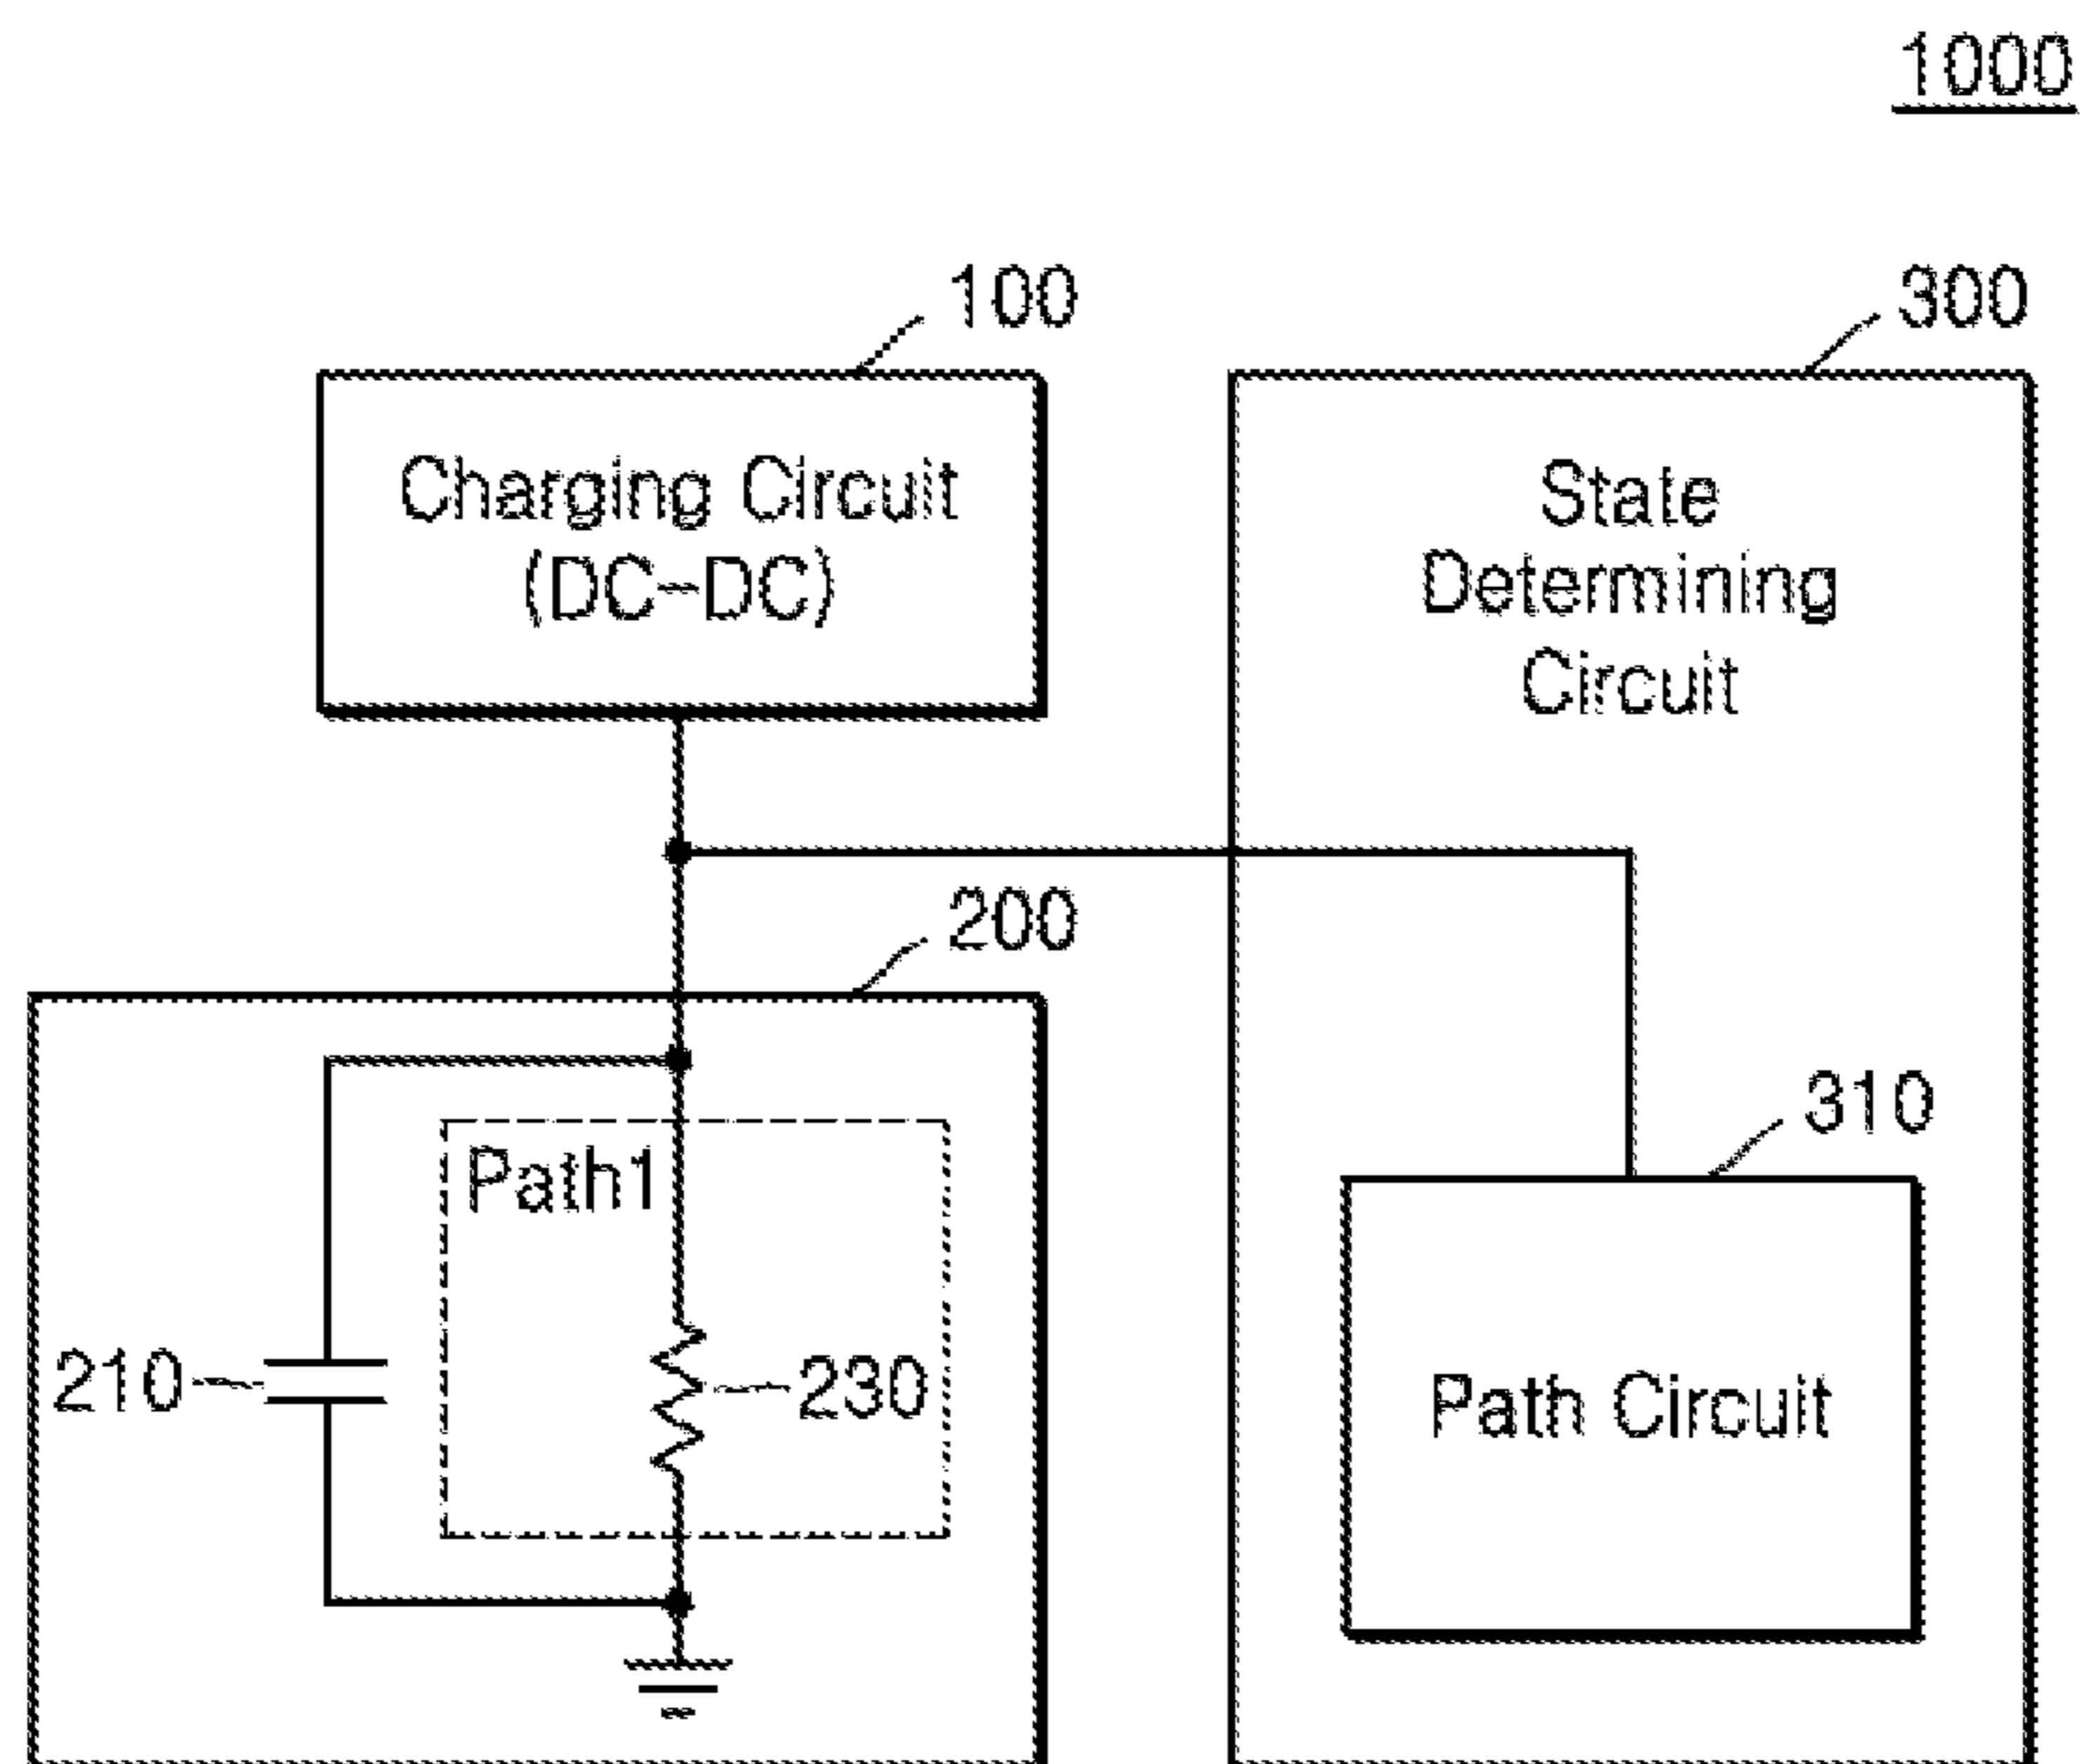 1000
100
300
Charging Circuit
(DC-DC)
State
Determining
Circuit
200
310
Path1
210
230
Path Circuit